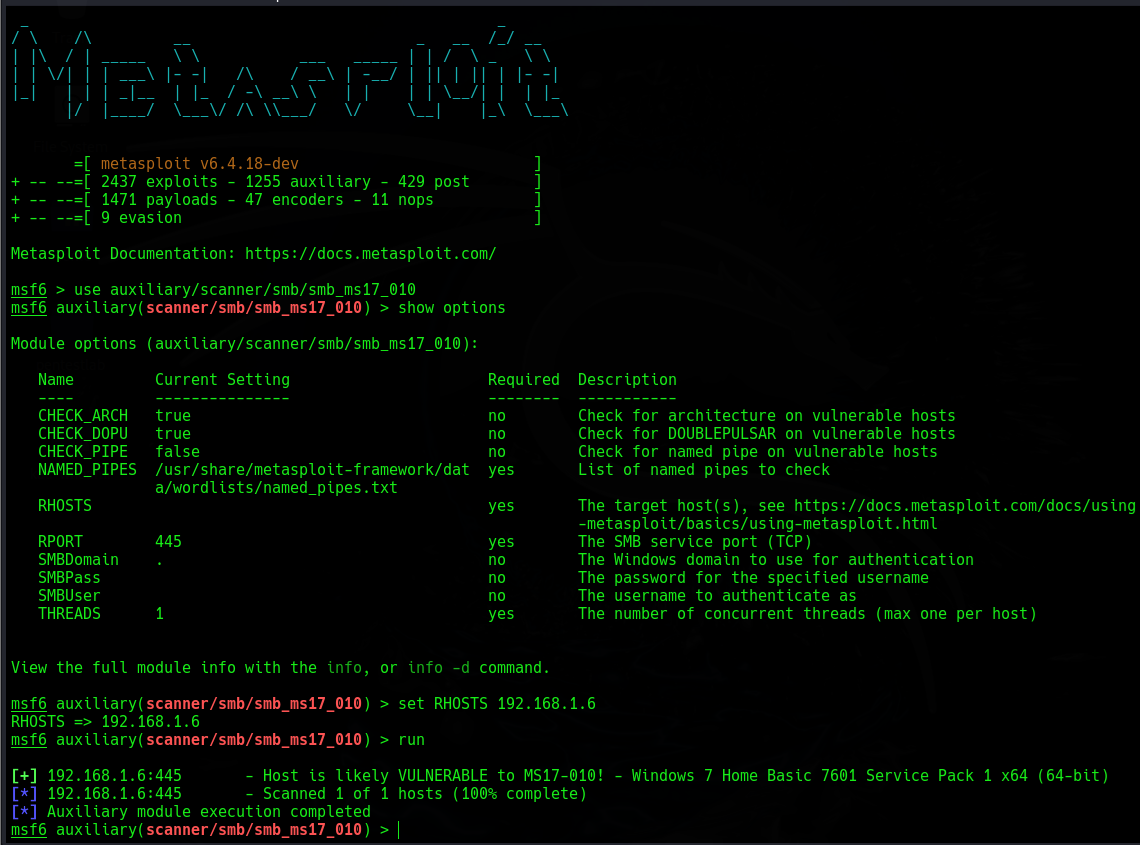 Metasploit
=[ metasploit v6.4.18-dev ]
+ -- --=[ 2437 exploits - 1255 auxiliary - 429 post ]
+ -- --=[ 1471 payloads - 47 encoders - 11 nops ]
+ -- --=[ 9 evasion ]
Metasploit Documentation: https://docs.metasploit.com/
msf6 > use auxiliary/scanner/smb/smb_ms17_010
msf6 auxiliary(scanner/smb/smb_ms17_010) > show options
Module options (auxiliary/scanner/smb/smb_ms17_010):
Name Current Setting Required Description
---- --------------- -------- -----------
CHECK_ARCH true no Check for architecture on vulnerable hosts
CHECK_DOPU true no Check for DOUBLEPULSAR on vulnerable hosts
CHECK_PIPE false no Check for named pipe on vulnerable hosts
NAMED_PIPES /usr/share/metasploit-framework/dat yes List of named pipes to check
a/wordlists/named_pipes.txt
RHOSTS yes The target host(s), see https://docs.metasploit.com/docs/using
-metasploit/basics/using-metasploit.html
RPORT 445 yes The SMB service port (TCP)
SMBDomain . no The Windows domain to use for authentication
SMBPass no The password for the specified username
SMBUser no The username to authenticate as
THREADS 1 yes The number of concurrent threads (max one per host)
View the full module info with the info, or info -d command.
msf6 auxiliary(scanner/smb/smb_ms17_010) > set RHOSTS 192.168.1.6
RHOSTS => 192.168.1.6
msf6 auxiliary(scanner/smb/smb_ms17_010) > run
[+] 192.168.1.6:445 - Host is likely VULNERABLE to MS17-010! - Windows 7 Home Basic 7601 Service Pack 1 x64 (64-bit)
[*] 192.168.1.6:445 - Scanned 1 of 1 hosts (100% complete)
[*] Auxiliary module execution completed
msf6 auxiliary(scanner/smb/smb_ms17_010) >